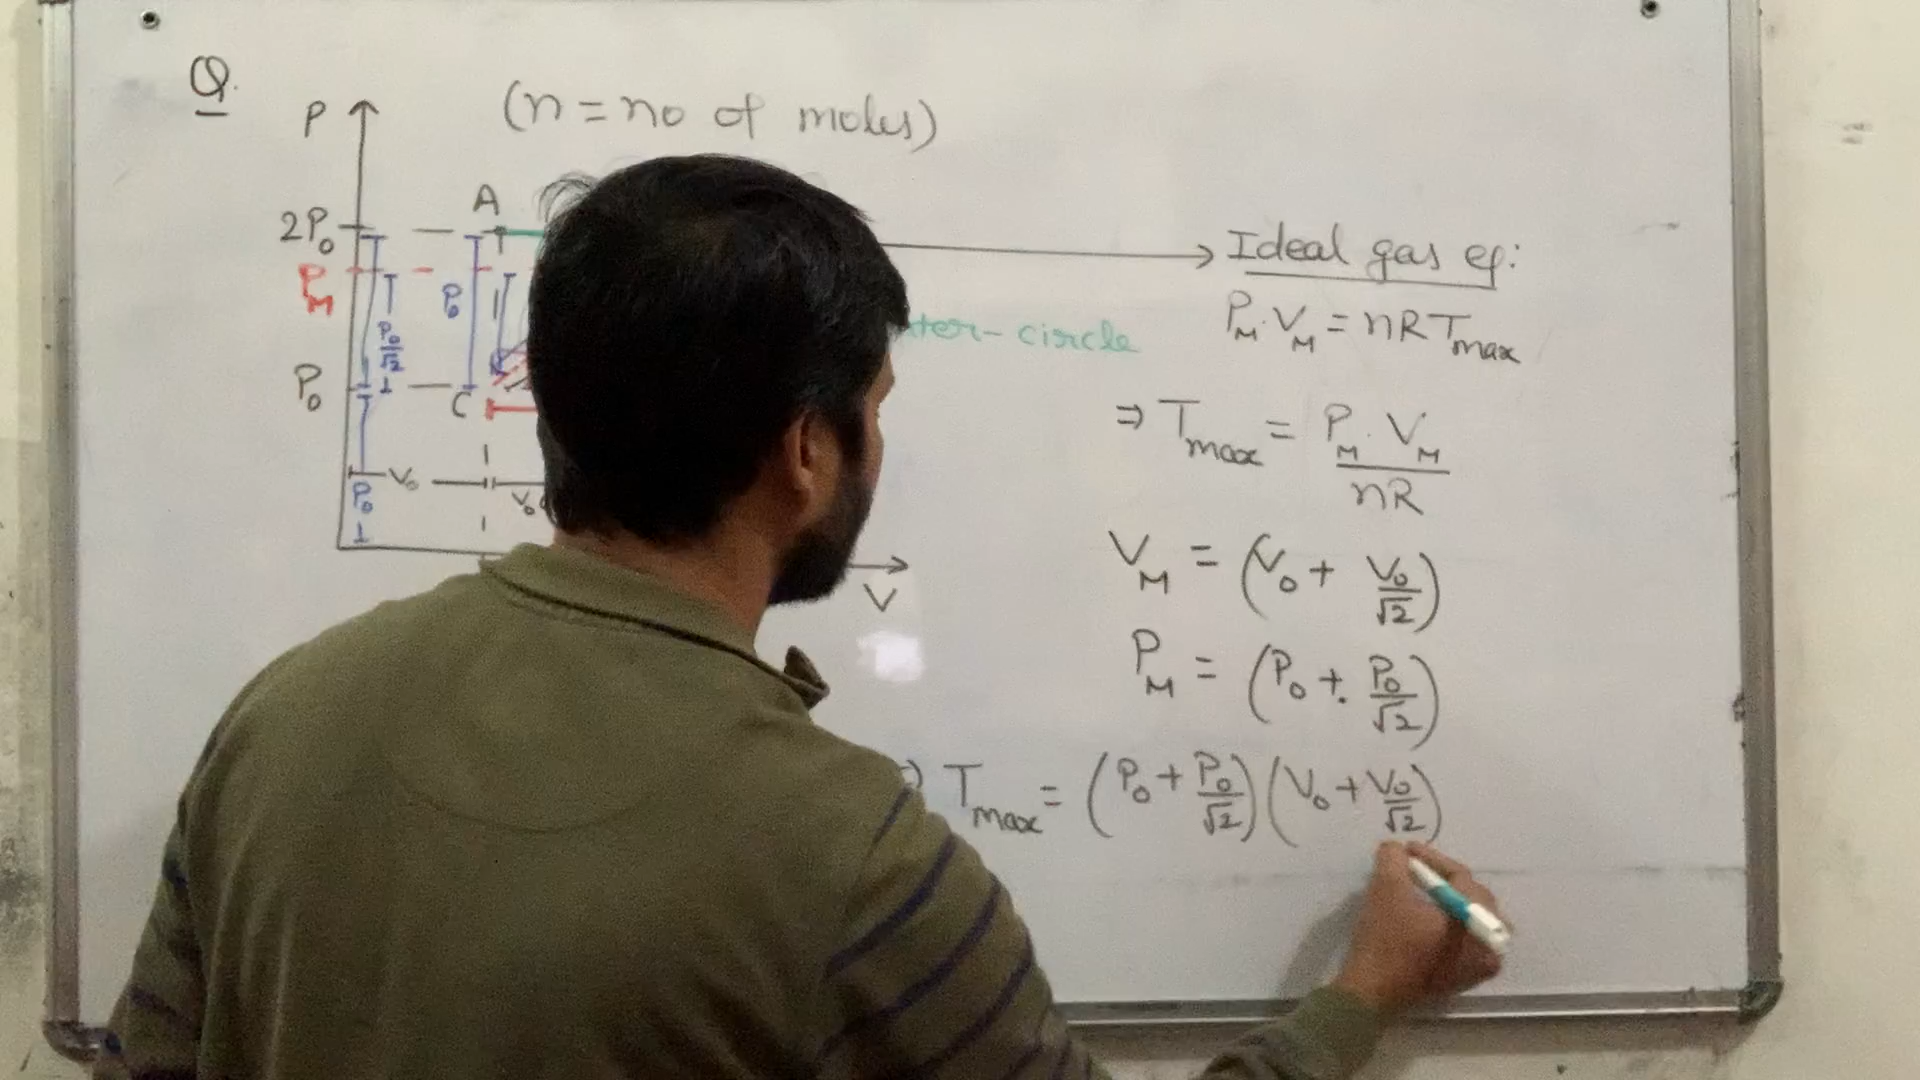 Q.
(n = no of moles)
P
A
2P₀
P_M
P₀
P₀/√2
P₀
C
V₀
V₀
P₀
V
Ideal gas eq:
P_M . V_M = nRT_max
ter-circle
⇒ T_max = P_M . V_M / nR
V_M = (V₀ + V₀/√2)
P_M = (P₀ + P₀/√2)
T_max = (P₀ + P₀/√2)(V₀ + V₀/√2)